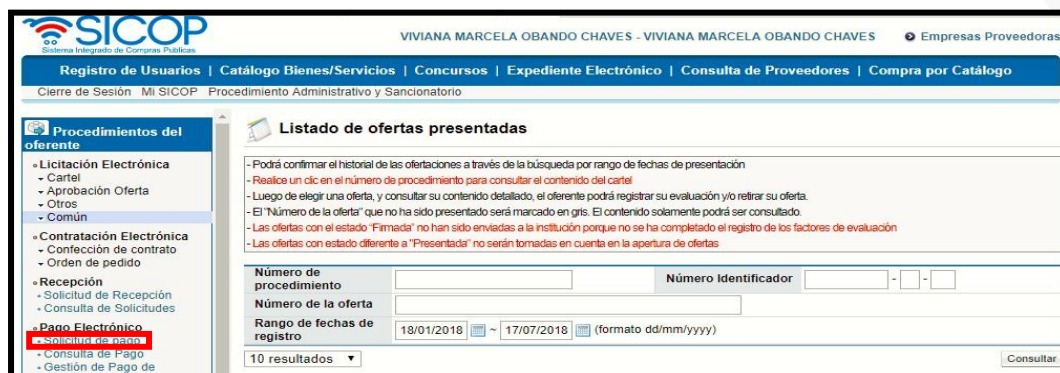 SICOP
Sistema Integrado de Compras Publicas
VIVIANA MARCELA OBANDO CHAVES - VIVIANA MARCELA OBANDO CHAVES
Empresas Proveedoras
Registro de Usuarios | Catálogo Bienes/Servicios | Concursos | Expediente Electrónico | Consulta de Proveedores | Compra por Catálogo
Cierre de Sesión Mi SICOP Procedimiento Administrativo y Sancionatorio
Procedimientos del
oferente
Licitación Electrónica
Cartel
Aprobación Oferta
Otros
Común
Contratación Electrónica
Confección de contrato
Orden de pedido
Recepción
Solicitud de Recepción
Consulta de Solicitudes
Pago Electrónico
Solicitud de pago
Consulta de Pago
Gestión de Pago de
Listado de ofertas presentadas
- Podrá confirmar el historial de las ofertaciones a través de la búsqueda por rango de fechas de presentación
- Realice un clic en el número de procedimiento para consultar el contenido del cartel
- Luego de elegir una oferta, y consultar su contenido detallado, el oferente podrá registrar su evaluación y/o retirar su oferta.
- El "Número de la oferta" que no ha sido presentado será marcado en gris. El contenido solamente podrá ser consultado.
- Las ofertas con el estado "Firmada" no han sido enviadas a la institución porque no se ha completado el registro de los factores de evaluación
- Las ofertas con estado diferente a "Presentada" no serán tomadas en cuenta en la apertura de ofertas
Número de
procedimiento
Número Identificador - -
Número de la oferta
Rango de fechas de
registro
18/01/2018 ~ 17/07/2018 (formato dd/mm/yyyy)
10 resultados
Consultar